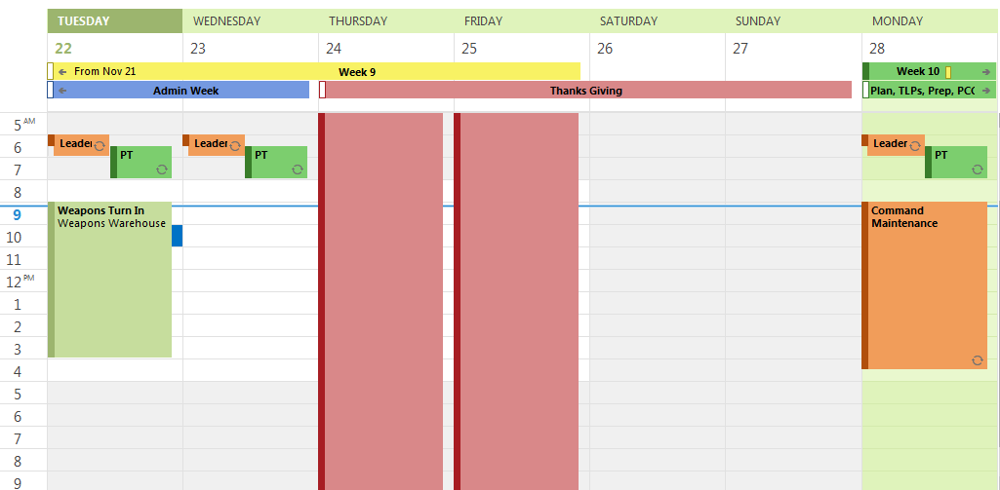 TUESDAY WEDNESDAY THURSDAY FRIDAY SATURDAY SUNDAY MONDAY
22 23 24 25 26 27 28
From Nov 21 Week 9 Week 10
Admin Week Thanks Giving Plan, TLPs, Prep, PCC
5 AM
6 Leader PT Leader PT Leader PT
7
8
9 Weapons Turn In Command
Weapons Warehouse Maintenance
10
11
12 PM
1
2
3
4
5
6
7
8
9